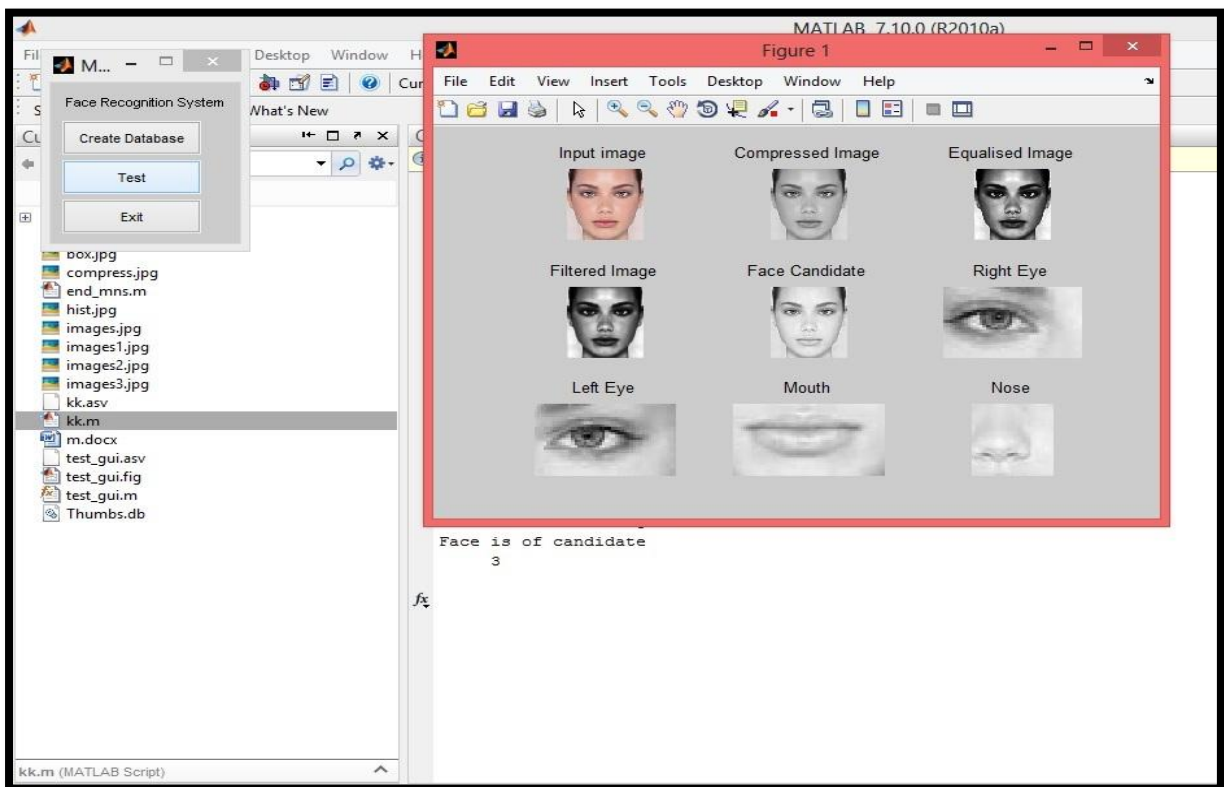 MATLAB 7.10.0 (R2010a)
Desktop Window
M...
What's New
Face Recognition System
Create Database
Test
Exit
box.jpg
compress.jpg
end_mns.m
hist.jpg
images.jpg
images1.jpg
images2.jpg
images3.jpg
kk.asv
kk.m
m.docx
test_gui.asv
test_gui.fig
test_gui.m
Thumbs.db
kk.m (MATLAB Script)
Figure 1
File Edit View Insert Tools Desktop Window Help
Input image Compressed Image Equalised Image
Filtered Image Face Candidate Right Eye
Left Eye Mouth Nose
Face is of candidate
3
fx